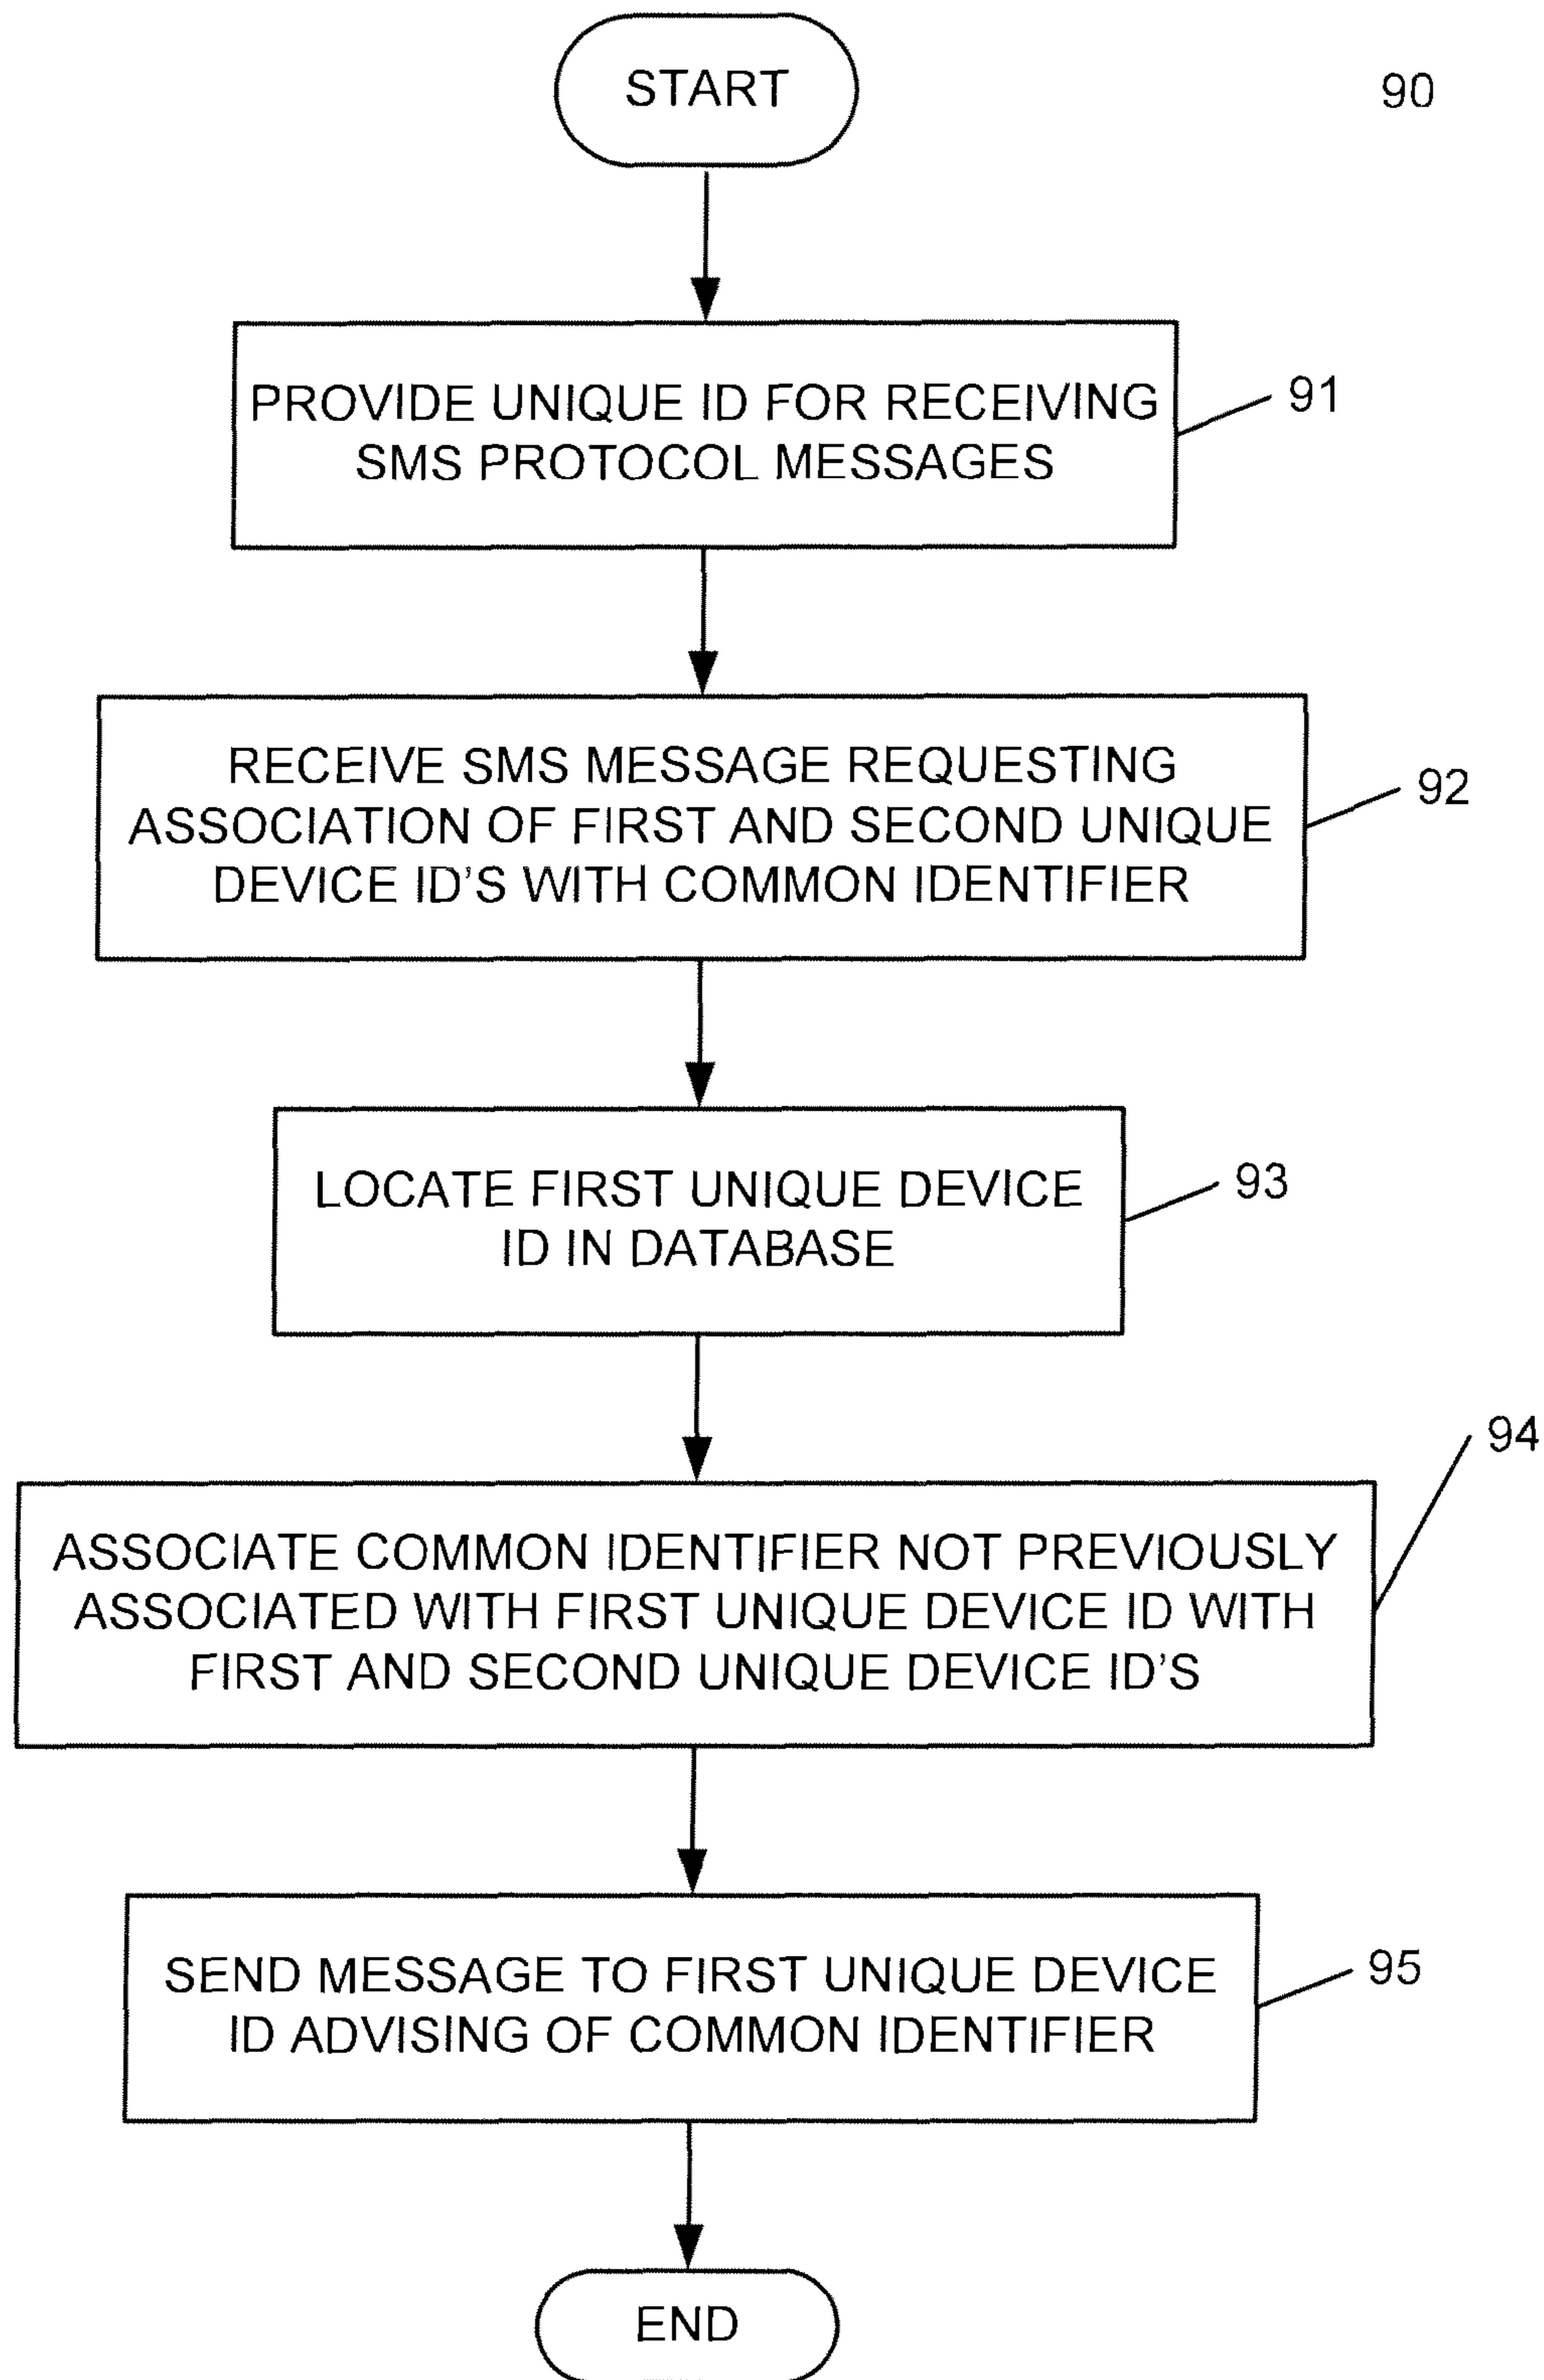 START
90
PROVIDE UNIQUE ID FOR RECEIVING
SMS PROTOCOL MESSAGES
91
RECEIVE SMS MESSAGE REQUESTING
ASSOCIATION OF FIRST AND SECOND UNIQUE
DEVICE ID'S WITH COMMON IDENTIFIER
92
LOCATE FIRST UNIQUE DEVICE
ID IN DATABASE
93
ASSOCIATE COMMON IDENTIFIER NOT PREVIOUSLY
ASSOCIATED WITH FIRST UNIQUE DEVICE ID WITH
FIRST AND SECOND UNIQUE DEVICE ID'S
94
SEND MESSAGE TO FIRST UNIQUE DEVICE
ID ADVISING OF COMMON IDENTIFIER
95
END